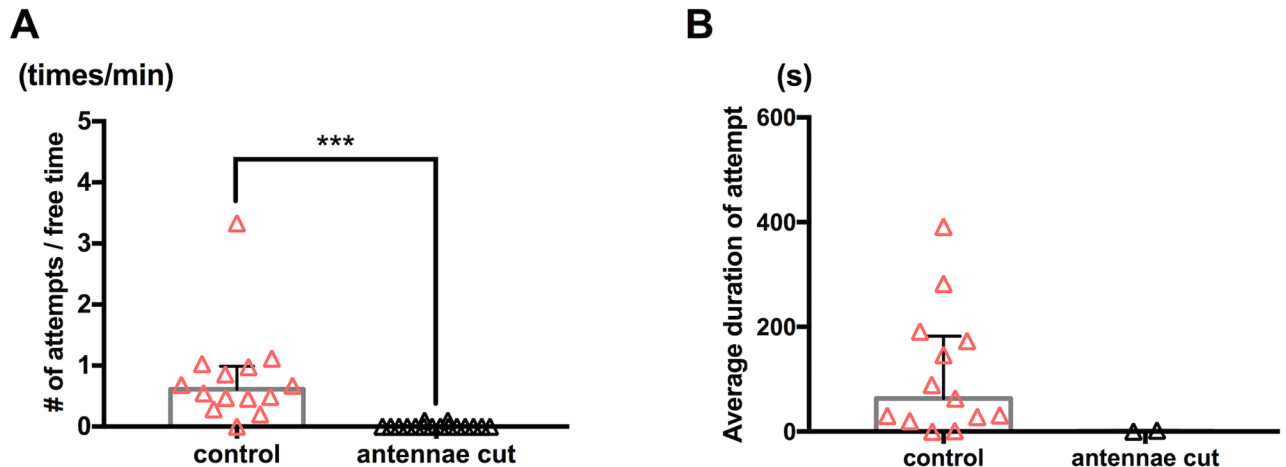 A
(times/min)
# of attempts / free time
5
4
3
2
1
0
***
control
antennae cut
B
(s)
Average duration of attempt
600
400
200
0
control
antennae cut